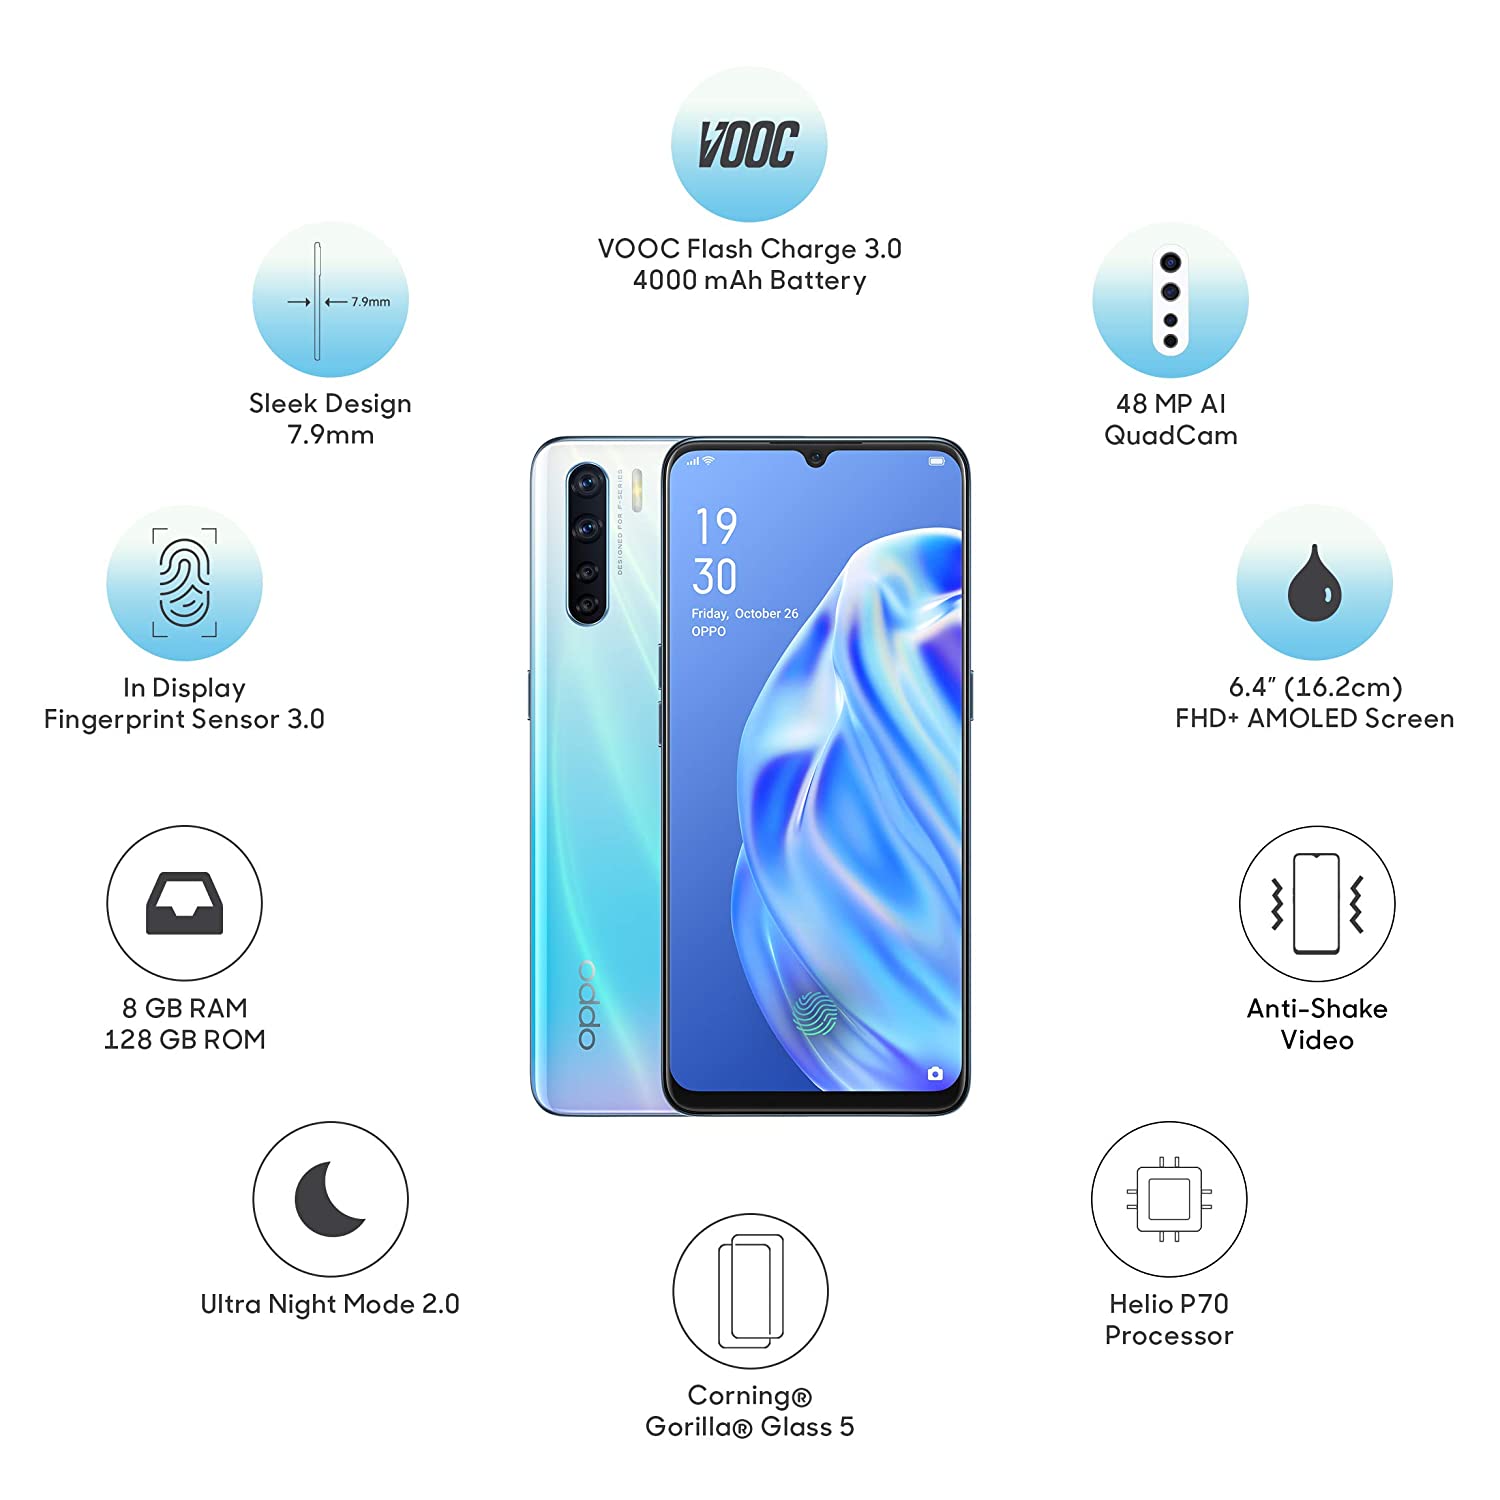 VOOC
VOOC Flash Charge 3.0
4000 mAh Battery
7.9mm
Sleek Design
7.9mm
48 MP AI
QuadCam
In Display
Fingerprint Sensor 3.0
6.4” (16.2cm)
FHD+ AMOLED Screen
DESIGNED FOR F-SERIES
19
30
Friday, October 26
OPPO
oppo
8 GB RAM
128 GB ROM
Anti-Shake
Video
Ultra Night Mode 2.0
Helio P70
Processor
Corning®
Gorilla® Glass 5